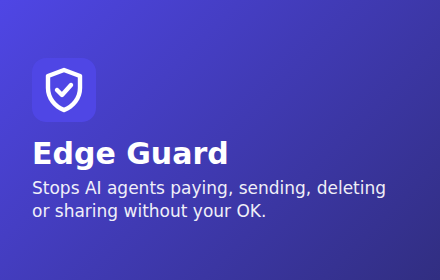 Edge Guard
Stops AI agents paying, sending, deleting
or sharing without your OK.